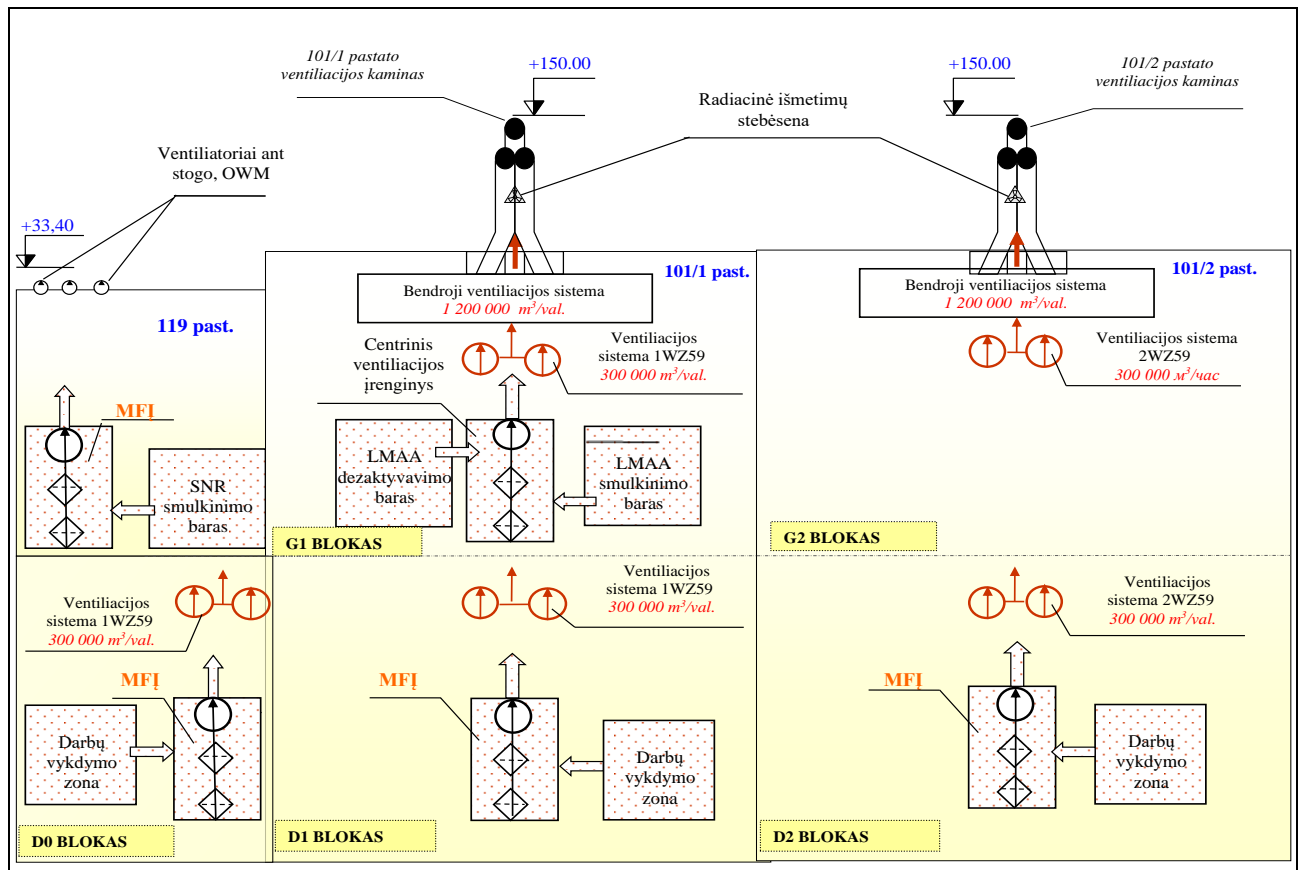 101/1 pastato
ventiliacijos kaminas
+150.00
+150.00
101/2 pastato
ventiliacijos kaminas
Radiacinė išmetimų
stebėsena
Ventiliatoriai ant
stogo, OWM
+33,40
101/1 past.
101/2 past.
Bendroji ventiliacijos sistema
1 200 000 m³/val.
Bendroji ventiliacijos sistema
1 200 000 m³/val.
119 past.
Centrinis
ventiliacijos
įrenginys
Ventiliacijos
sistema 1WZ59
300 000 m³/val.
Ventiliacijos sistema
2WZ59
300 000 м³/час
MFĮ
SNR
smulkinimo
baras
LMAA
dezaktyvavimo
baras
LMAA
smulkinimo
baras
G1 BLOKAS
G2 BLOKAS
Ventiliacijos
sistema 1WZ59
300 000 m³/val.
Ventiliacijos
sistema 1WZ59
300 000 m³/val.
Ventiliacijos
sistema 2WZ59
300 000 m³/val.
MFĮ
MFĮ
MFĮ
Darbų
vykdymo
zona
Darbų
vykdymo
zona
Darbų
vykdymo
zona
D0 BLOKAS
D1 BLOKAS
D2 BLOKAS